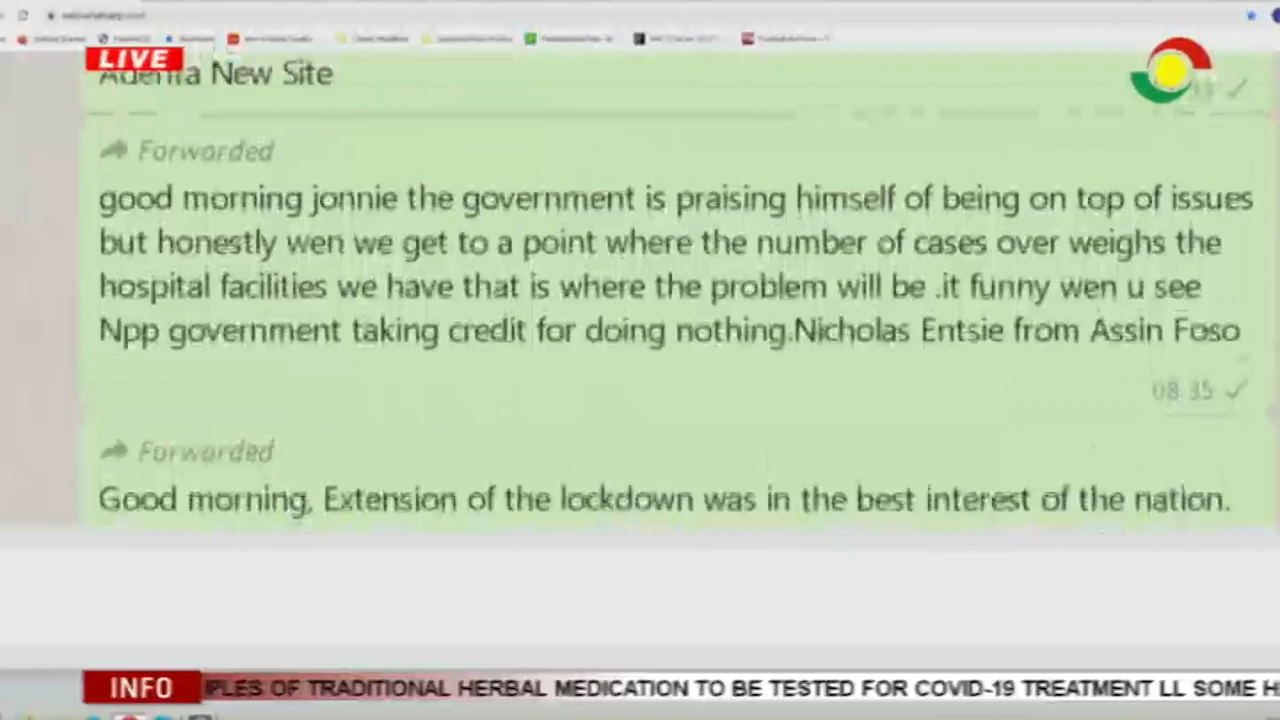 LIVE
Adenta New Site
Forwarded
good morning jonnie the government is praising himself of being on top of issues
but honestly wen we get to a point where the number of cases over weighs the
hospital facilities we have that is where the problem will be .it funny wen u see
Npp government taking credit for doing nothing.Nicholas Entsie from Assin Foso
08 35
Forwarded
Good morning, Extension of the lockdown was in the best interest of the nation.
INFO
PLES OF TRADITIONAL HERBAL MEDICATION TO BE TESTED FOR COVID-19 TREATMENT LL SOME H